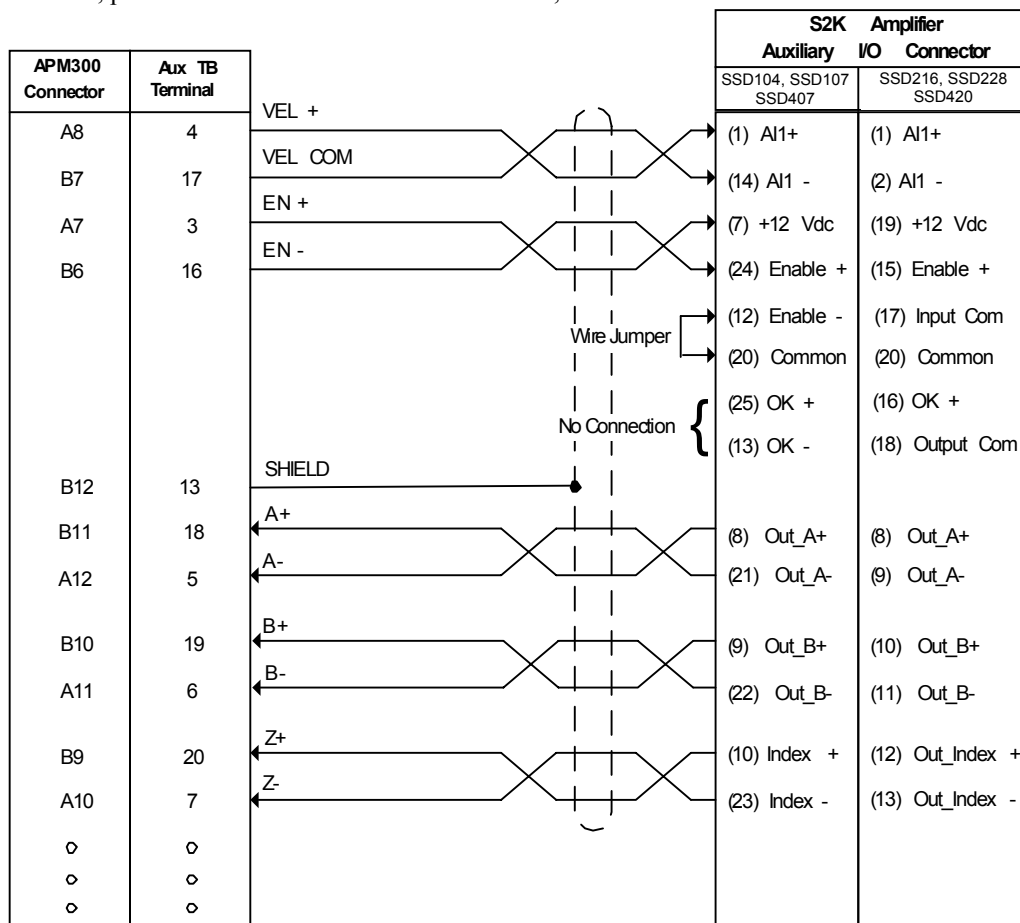 S2K Amplifier
Auxiliary I/O Connector
APM300 Connector
Aux TB Terminal
SSD104, SSD107 SSD407
SSD216, SSD228 SSD420
A8 4 VEL + (1) AI1+ (1) AI1+
B7 17 VEL COM (14) AI1 - (2) AI1 -
A7 3 EN + (7) +12 Vdc (19) +12 Vdc
B6 16 EN - (24) Enable + (15) Enable +
Wire Jumper
(12) Enable - (17) Input Com
(20) Common (20) Common
No Connection {
(25) OK + (16) OK +
(13) OK - (18) Output Com
B12 13 SHIELD
B11 18 A+ (8) Out_A+ (8) Out_A+
A12 5 A- (21) Out_A- (9) Out_A-
B10 19 B+ (9) Out_B+ (10) Out_B+
A11 6 B- (22) Out_B- (11) Out_B-
B9 20 Z+ (10) Index + (12) Out_Index +
A10 7 Z- (23) Index - (13) Out_Index -